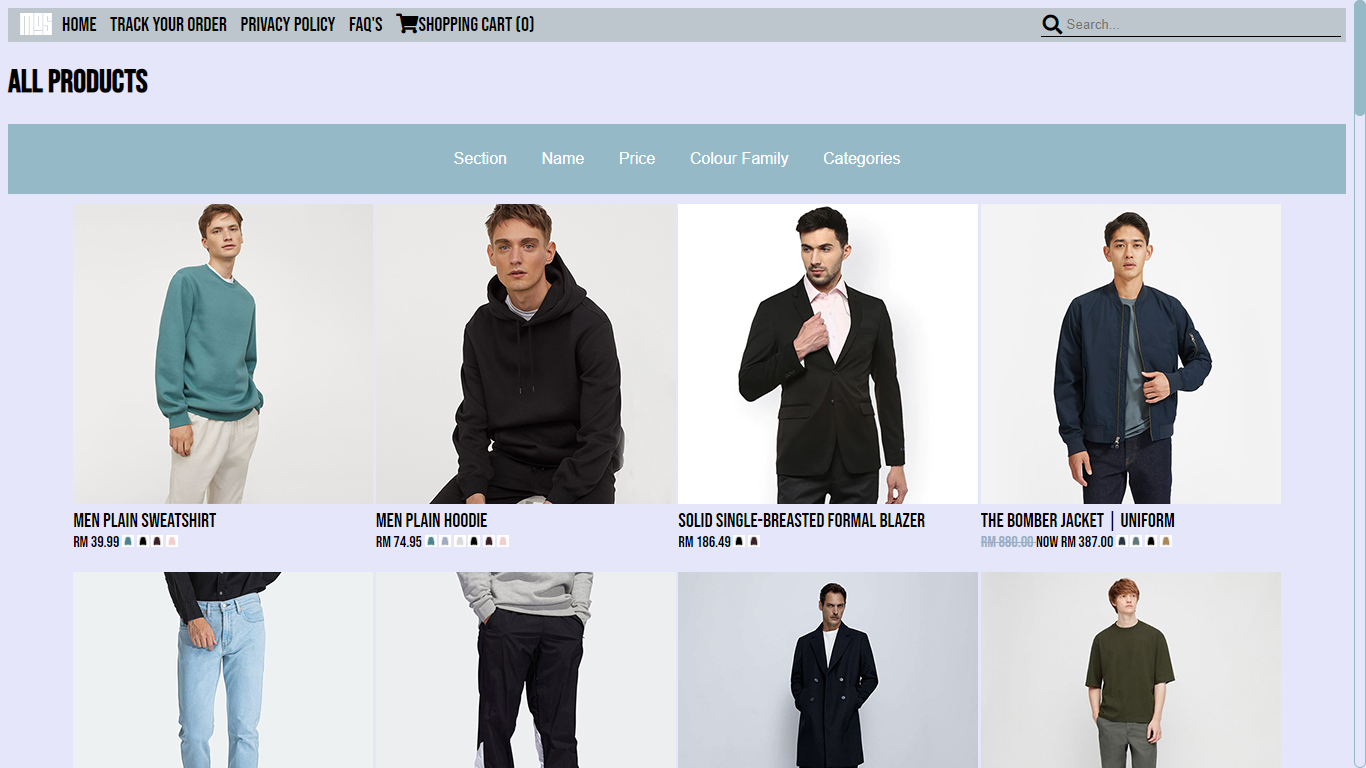 MOS HOME TRACK YOUR ORDER PRIVACY POLICY FAQ'S SHOPPING CART (0) Search...
ALL PRODUCTS
Section Name Price Colour Family Categories
MEN PLAIN SWEATSHIRT
RM 39.99
MEN PLAIN HOODIE
RM 74.95
SOLID SINGLE-BREASTED FORMAL BLAZER
RM 186.49
THE BOMBER JACKET | UNIFORM
RM 880.00 NOW RM 387.00